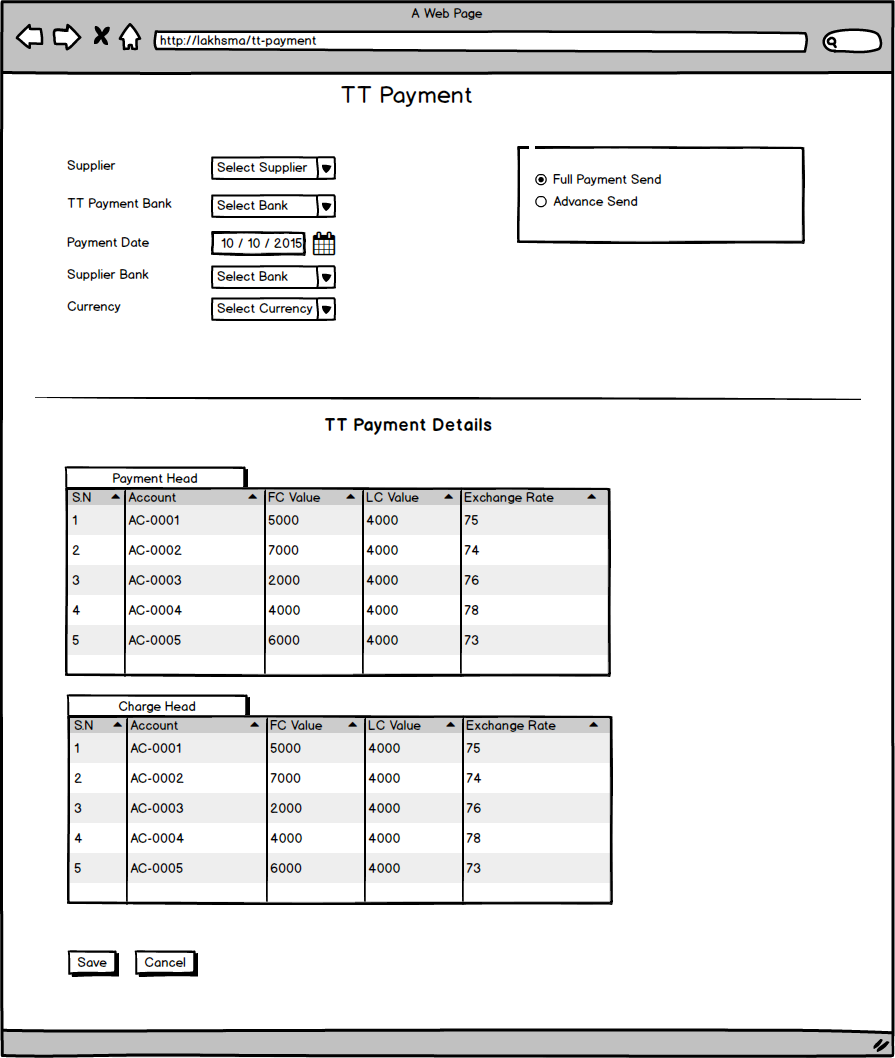 A Web Page
http://lakhsma/tt-payment
TT Payment
Supplier Select Supplier
TT Payment Bank Select Bank
Payment Date 10 / 10 / 2015
Supplier Bank Select Bank
Currency Select Currency
Full Payment Send
Advance Send
TT Payment Details
Payment Head
S.N Account FC Value LC Value Exchange Rate
1 AC-0001 5000 4000 75
2 AC-0002 7000 4000 74
3 AC-0003 2000 4000 76
4 AC-0004 4000 4000 78
5 AC-0005 6000 4000 73
Charge Head
S.N Account FC Value LC Value Exchange Rate
1 AC-0001 5000 4000 75
2 AC-0002 7000 4000 74
3 AC-0003 2000 4000 76
4 AC-0004 4000 4000 78
5 AC-0005 6000 4000 73
Save Cancel